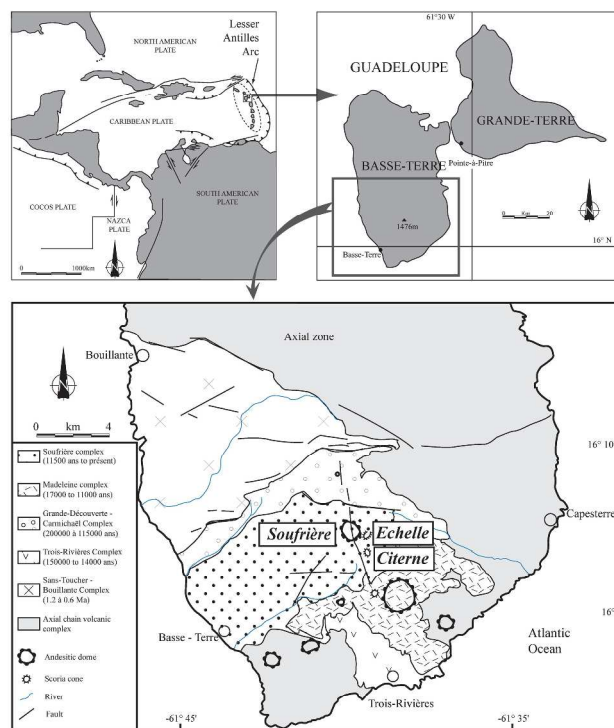 Lesser
Antilles
Arc
NORTH AMERICAN
PLATE
CARIBBEAN PLATE
COCOS PLATE
NAZCA
PLATE
SOUTH AMERICAN
PLATE
N
0 1000km
61°30 W
GUADELOUPE
GRANDE-TERRE
BASSE-TERRE
Pointe-à-Pitre
1476m
N
0 Km 20
16° N
Basse-Terre
Axial zone
Bouillante
N
0 km 4
16° 10'
Capesterre
Soufrière
Echelle
Citerne
16°
Basse - Terre
Atlantic
Ocean
Trois-Rivières
-61° 45'
-61° 35'
Soufrière complex
(11500 ans to présent)
Madeleine complex
(17000 to 11000 ans)
Grande-Découverte -
Carmichaël Complex
(200000 à 115000 ans)
Trois-Rivières Complex
(150000 to 14000 ans)
Sans-Toucher -
Bouillante Complex
(1.2 à 0.6 Ma)
Axial chain volcanic
complex
Andesitic dome
Scoria cone
River
Fault